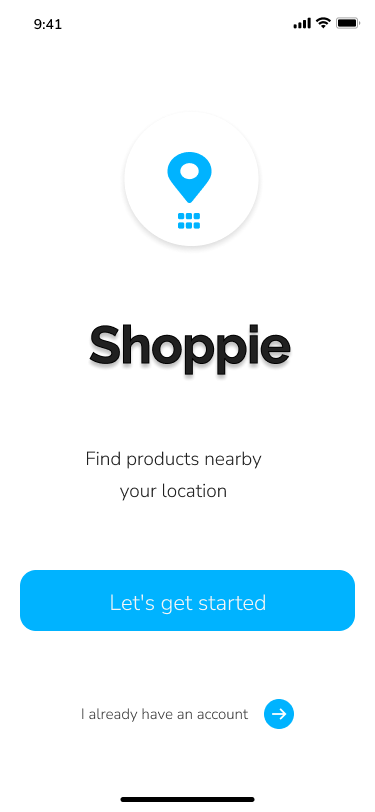 9:41
Shoppie
Find products nearby
your location
Let's get started
I already have an account